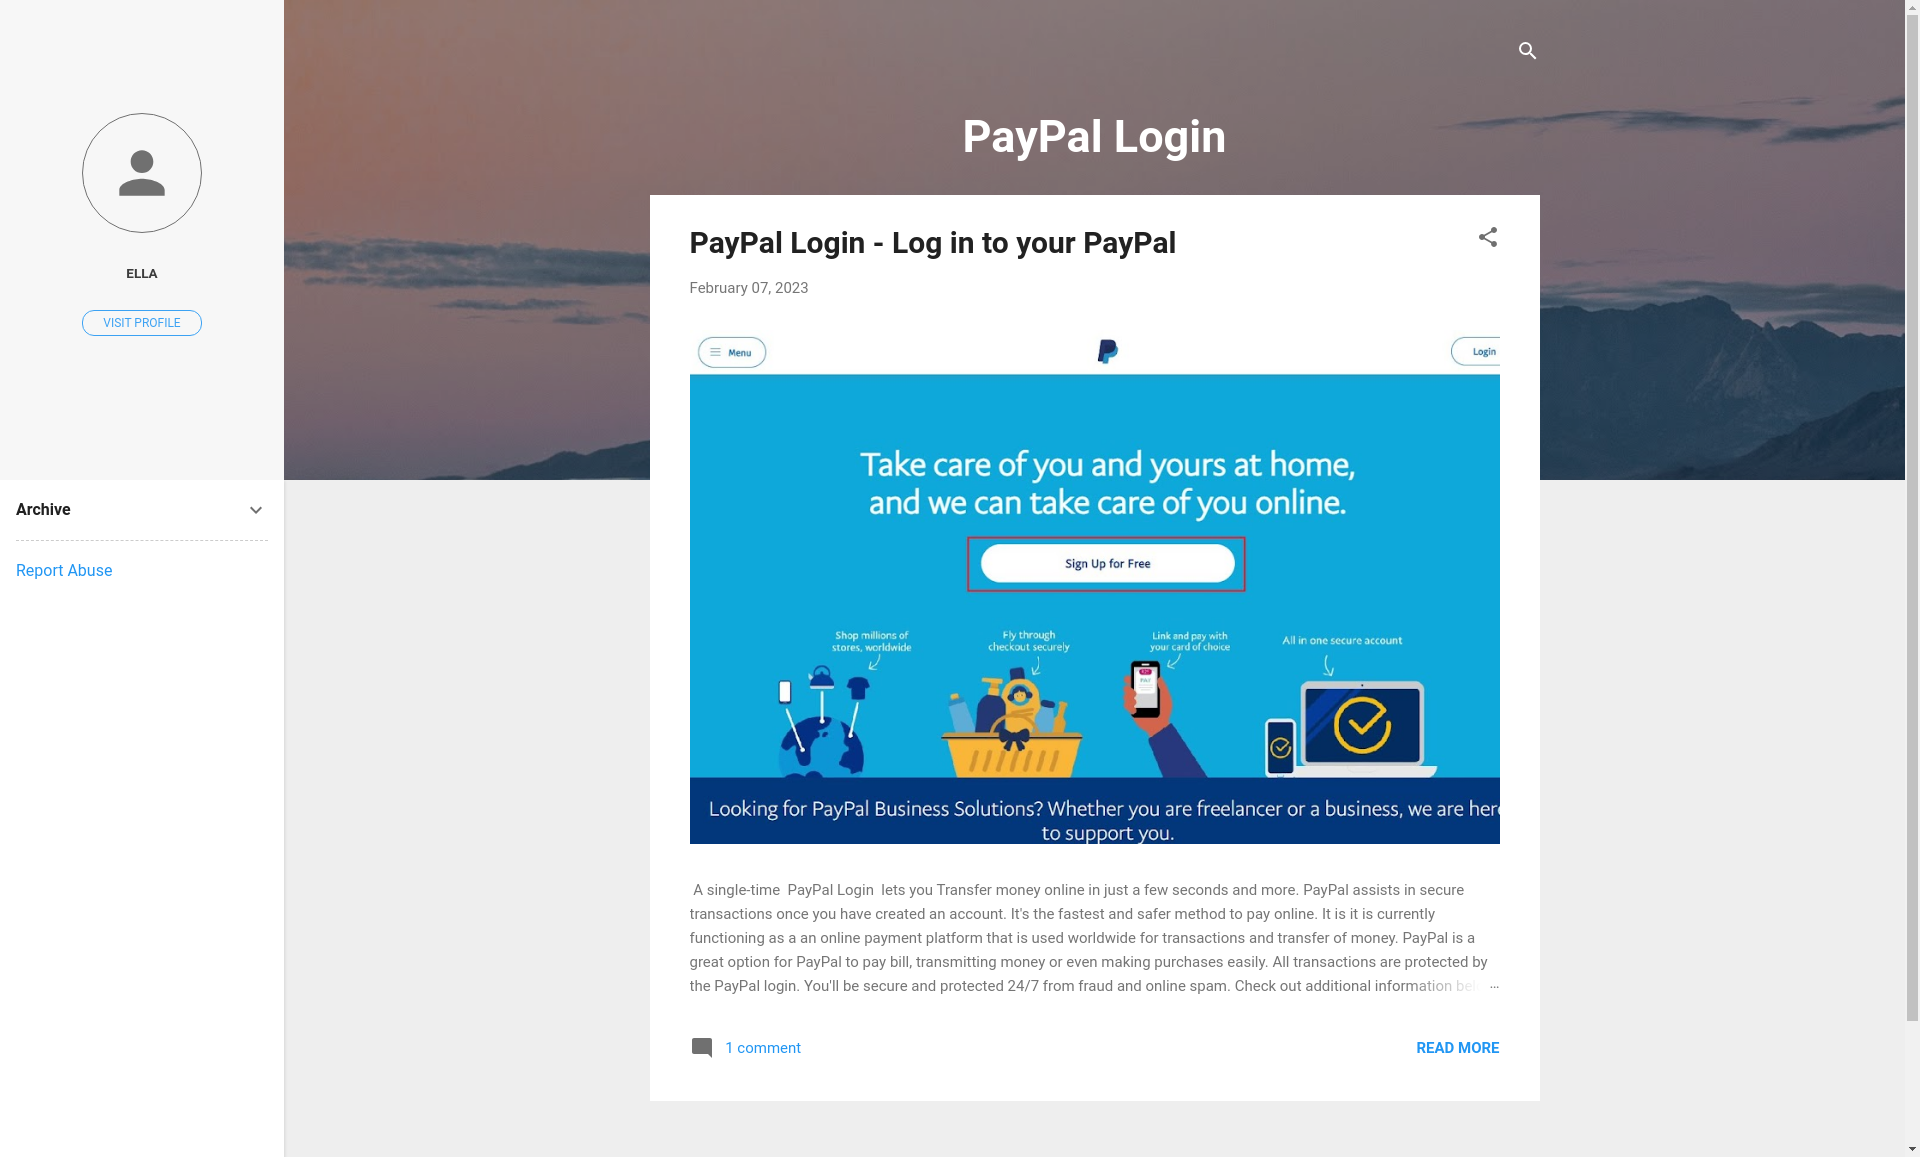 ELLA
VISIT PROFILE
Archive
Report Abuse
PayPal Login
PayPal Login - Log in to your PayPal
February 07, 2023
Menu
Login
Take care of you and yours at home,
and we can take care of you online.
Sign Up for Free
Shop millions of
stores, worldwide
Fly through
checkout securely
Link and pay with
your card of choice
All in one secure account
Looking for PayPal Business Solutions? Whether you are freelancer or a business, we are here
to support you.
A single-time  PayPal Login  lets you Transfer money online in just a few seconds and more. PayPal assists in secure
transactions once you have created an account. It's the fastest and safer method to pay online. It is it is currently
functioning as a an online payment platform that is used worldwide for transactions and transfer of money. PayPal is a
great option for PayPal to pay bill, transmitting money or even making purchases easily. All transactions are protected by
the PayPal login. You'll be secure and protected 24/7 from fraud and online spam. Check out additional information ...
1 comment
READ MORE